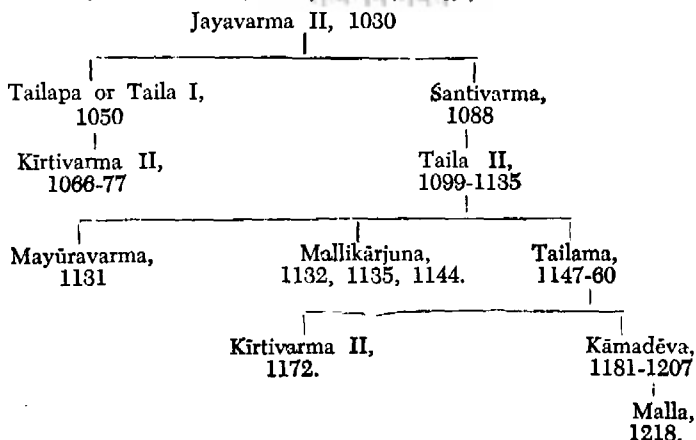 Jayavarma II, 1030
Tailapa or Taila I, Santivarma,
1050 1088
Kīrtivarma II, Taila II,
1066-77 1099-1135
Mayūravarma, Mallikārjuna, Tailama,
1131 1132, 1135, 1144. 1147-60
Kīrtivarma II, Kāmadēva,
1172. 1181-1207
Malla,
1218.